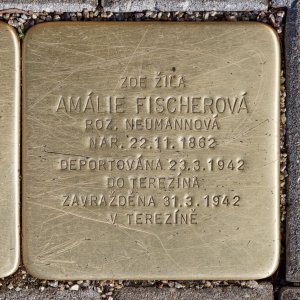 ZDE ŽILA
AMÁLIE FISCHEROVÁ
ROZ. NEUMANNOVÁ
NAR. 22.11.1862
DEPORTOVÁNA 23.3.1942
DO TEREZÍNA
ZAVRAŽDĚNA 31.3.1942
V TEREZÍNĚ